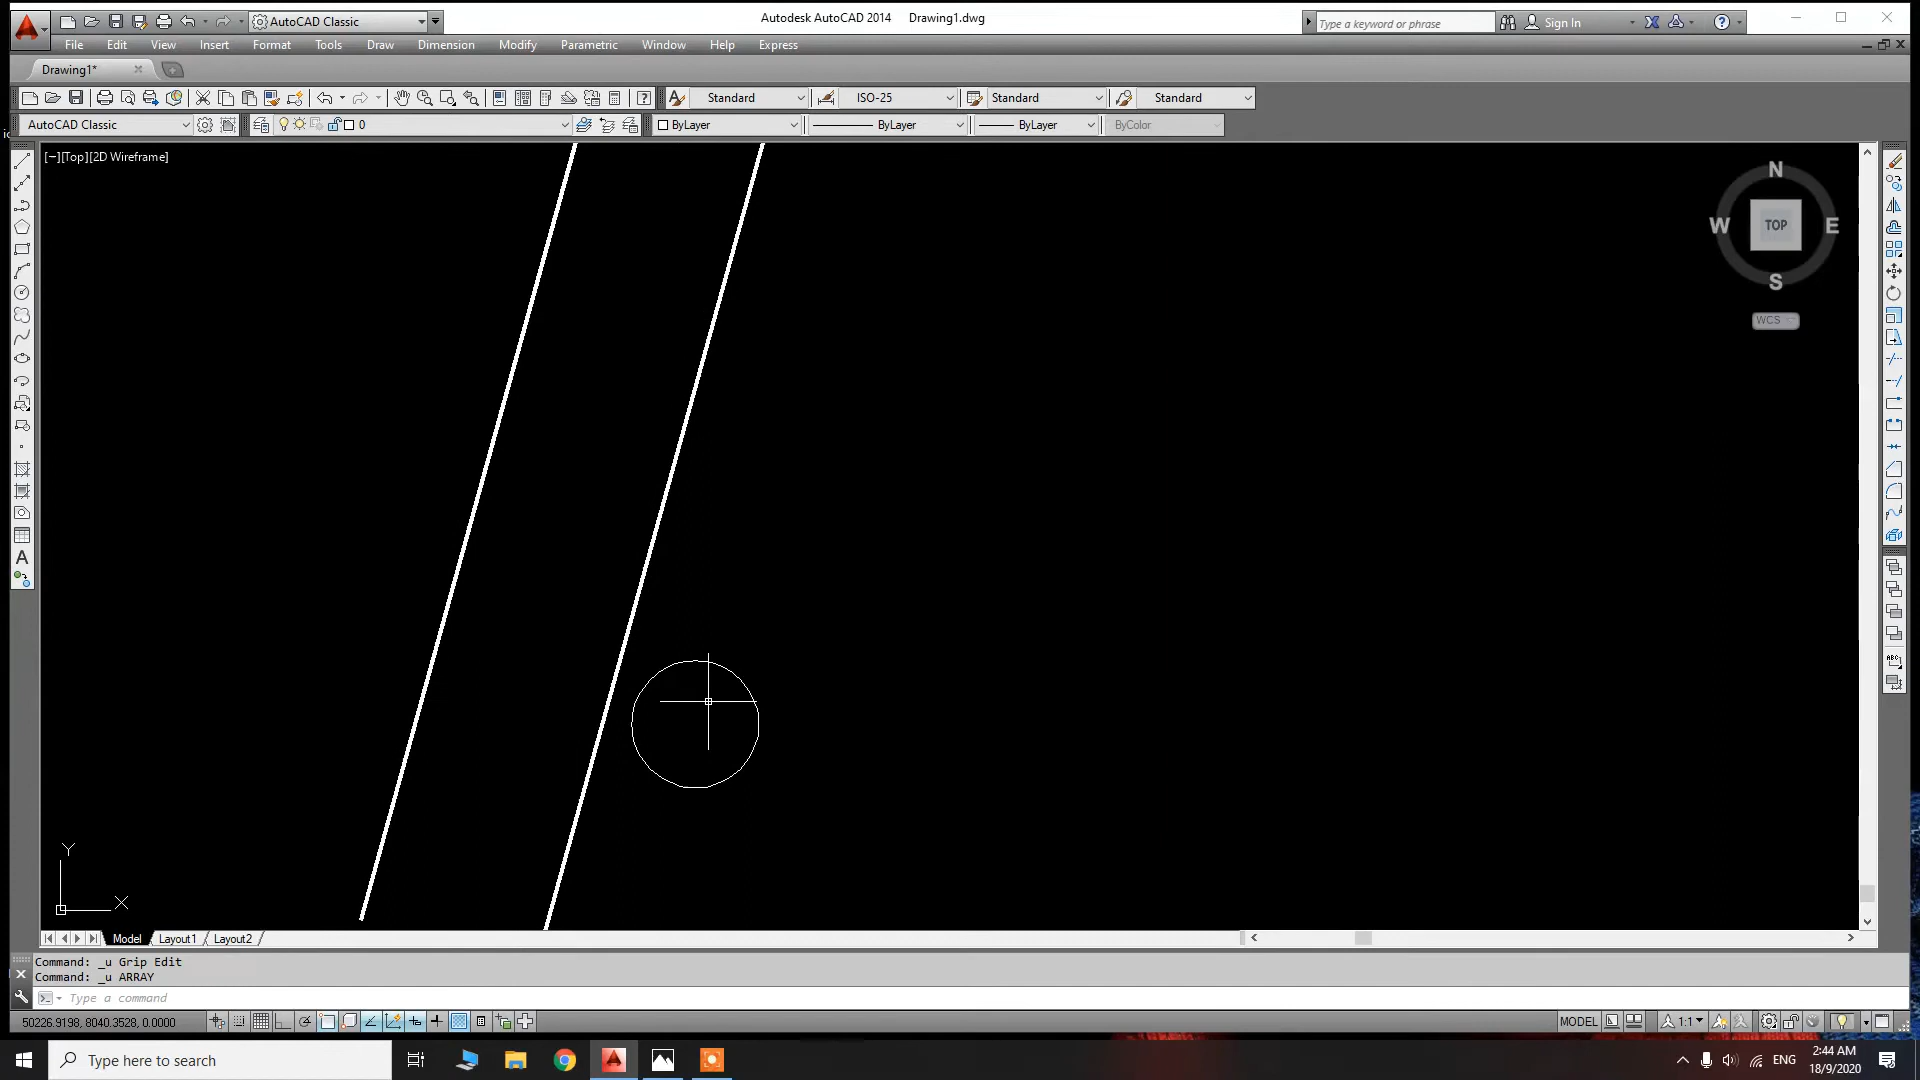 AutoCAD Classic
Autodesk AutoCAD 2014 Drawing1.dwg
Type a keyword or phrase
Sign In
File Edit View Insert Format Tools Draw Dimension Modify Parametric Window Help Express
Drawing1*
Standard
ISO-25
Standard
Standard
AutoCAD Classic
0
ByLayer
ByLayer
ByLayer
ByColor
[−][Top][2D Wireframe]
N
W TOP E
S
WCS
Y
X
A
ABC
Model Layout1 Layout2
Command: _u Grip Edit
Command: _u ARRAY
Type a command
50226.9198, 8040.3528, 0.0000
MODEL
1:1
Type here to search
ENG
2:44 AM
18/9/2020